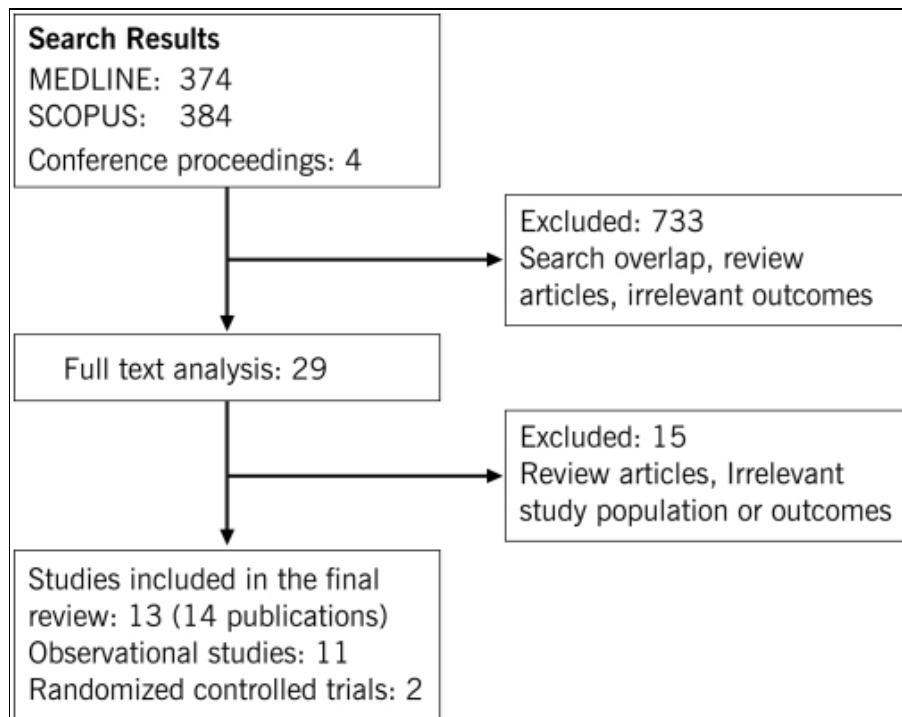 Search Results
MEDLINE: 374
SCOPUS: 384
Conference proceedings: 4
Excluded: 733
Search overlap, review
articles, irrelevant outcomes
Full text analysis: 29
Excluded: 15
Review articles, Irrelevant
study population or outcomes
Studies included in the final
review: 13 (14 publications)
Observational studies: 11
Randomized controlled trials: 2